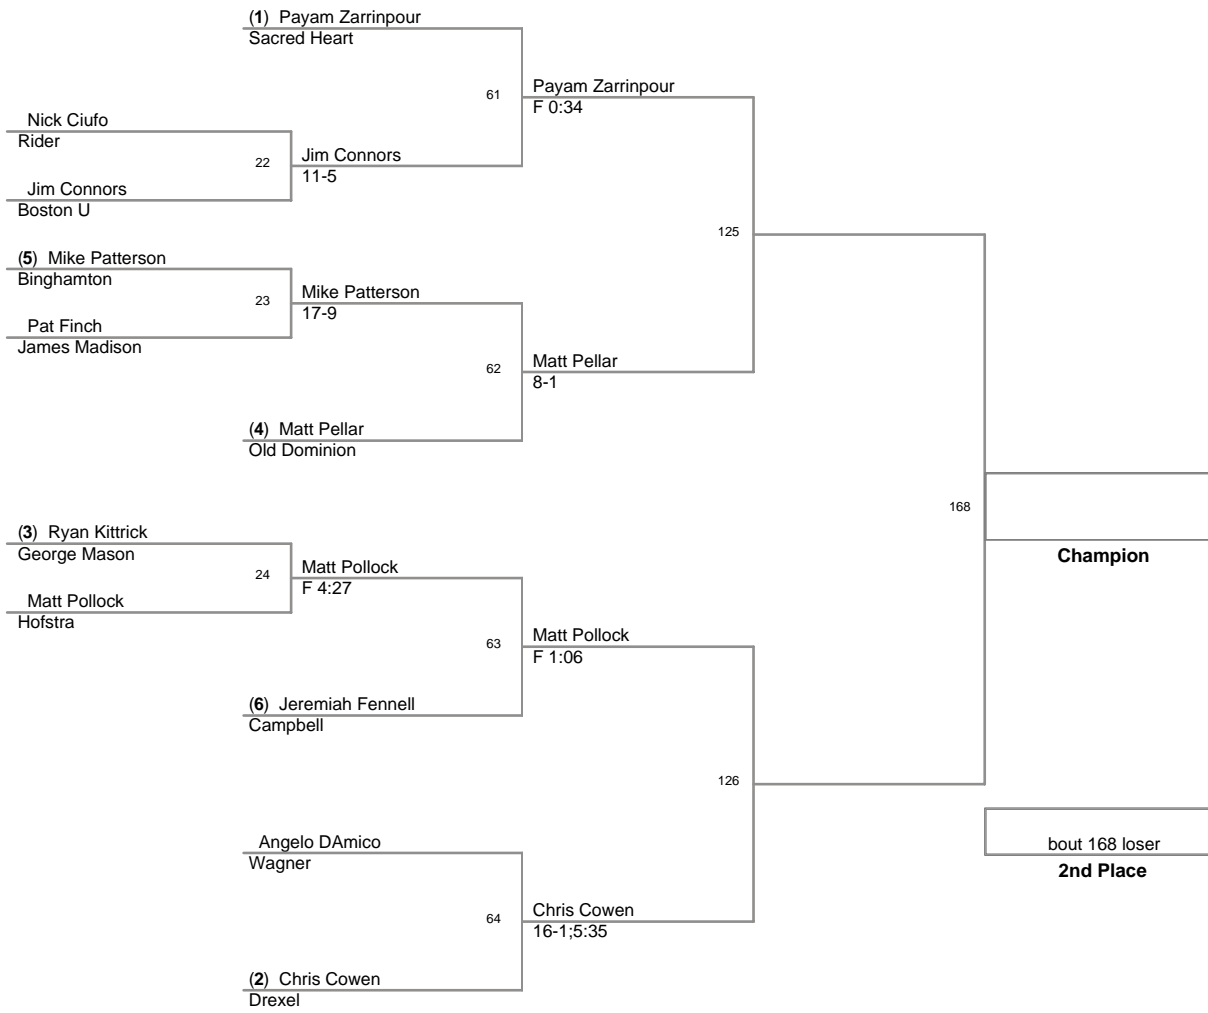 (1) Payam Zarrinpour
Sacred Heart
61
Payam Zarrinpour
F 0:34
Nick Ciufo
Rider
22
Jim Connors
11-5
Jim Connors
Boston U
125
(5) Mike Patterson
Binghamton
23
Mike Patterson
17-9
Pat Finch
James Madison
62
Matt Pellar
8-1
(4) Matt Pellar
Old Dominion
168
Champion
(3) Ryan Kittrick
George Mason
24
Matt Pollock
F 4:27
Matt Pollock
Hofstra
63
Matt Pollock
F 1:06
(6) Jeremiah Fennell
Campbell
126
Angelo DAmico
Wagner
bout 168 loser
2nd Place
64
Chris Cowen
16-1;5:35
(2) Chris Cowen
Drexel